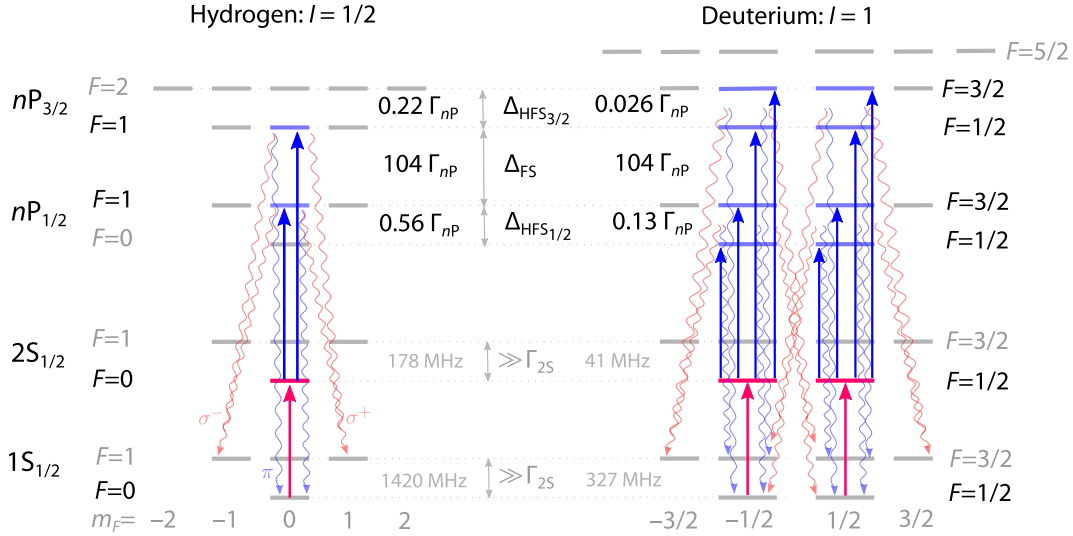 Hydrogen: I = 1/2 Deuterium: I = 1
F=5/2
nP3/2 F=2 0.22 ΓnP ΔHFS3/2 0.026 ΓnP F=3/2
F=1 F=1/2
104 ΓnP ΔFS 104 ΓnP
nP1/2 F=1 F=3/2
0.56 ΓnP ΔHFS1/2 0.13 ΓnP
F=0 F=1/2
2S1/2 F=1 178 MHz ≫Γ2S 41 MHz F=3/2
F=0 F=1/2
σ− σ+
1S1/2 F=1 F=3/2
π 1420 MHz ≫Γ2S 327 MHz
F=0 F=1/2
mF= −2 −1 0 1 2 −3/2 −1/2 1/2 3/2